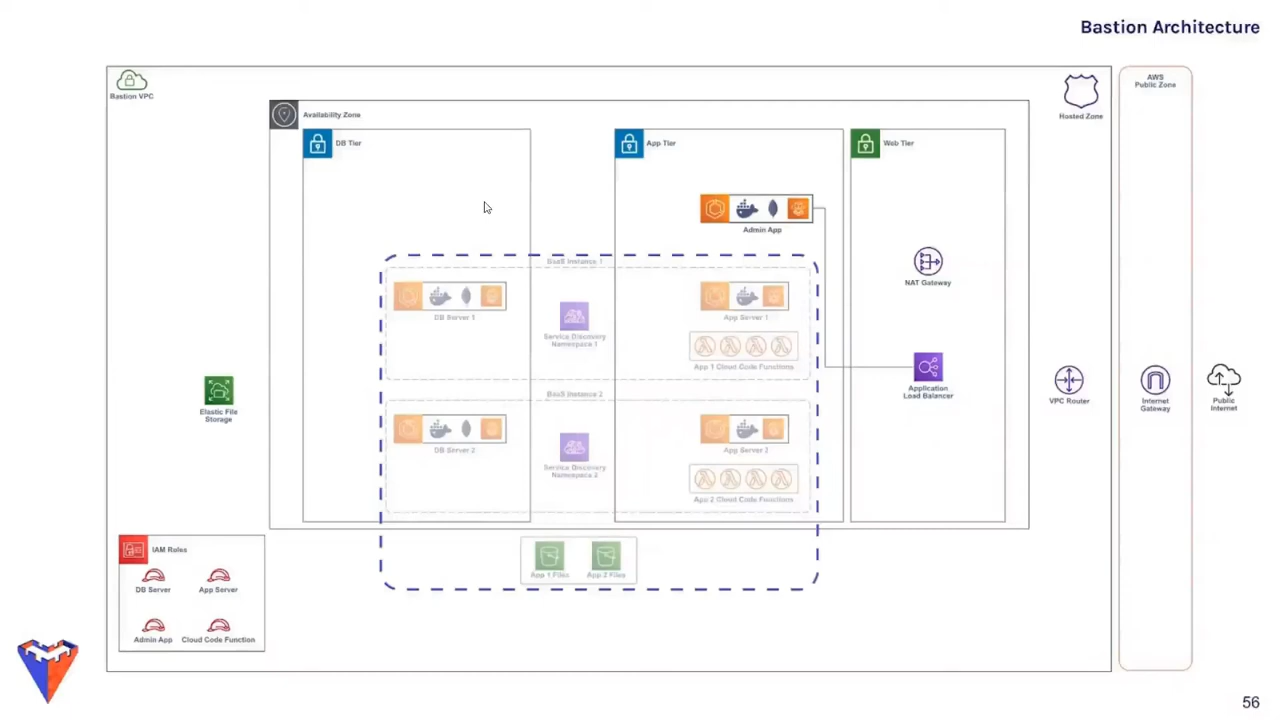 Bastion Architecture
Bastion VPC
Availability Zone
DB Tier
App Tier
Web Tier
Hosted Zone
AWS
Public Zone
Admin App
BaaS Instance 1
DB Server 1
Service Discovery
Namespace 1
App Server 1
App 1 Cloud Code Functions
NAT Gateway
BaaS Instance 2
DB Server 2
Service Discovery
Namespace 2
App Server 2
App 2 Cloud Code Functions
Application
Load Balancer
Elastic File
Storage
VPC Router
Internet
Gateway
Public
Internet
App 1 Files
App 2 Files
IAM Roles
DB Server
App Server
Admin App
Cloud Code Function
56